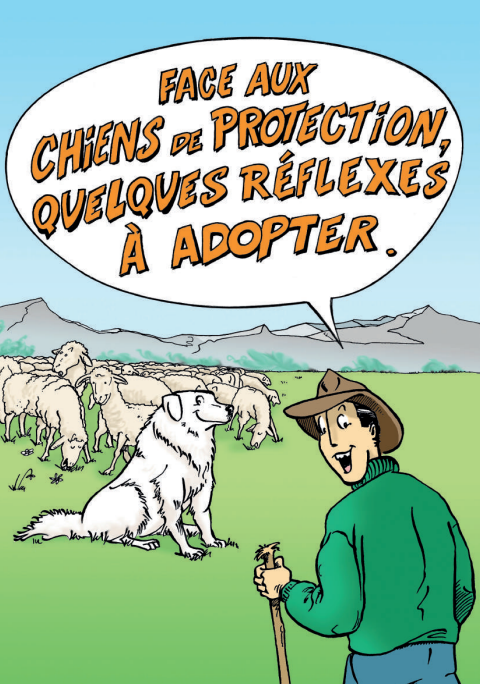 FACE AUX
CHIENS DE PROTECTION,
QUELQUES RÉFLEXES
À ADOPTER.